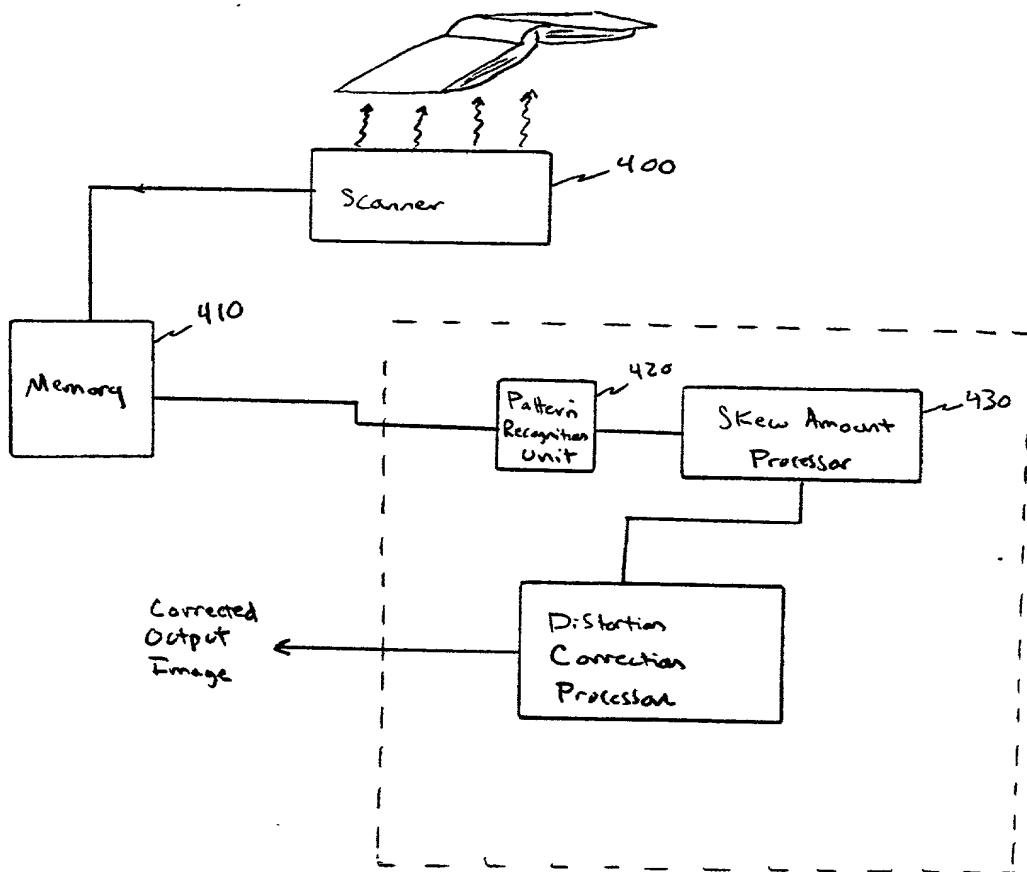 400
Scanner
410
Memory
420
Pattern
Recognition
Unit
430
Skew Amount
Processor
Distortion
Correction
Processor
Corrected
Output
Image